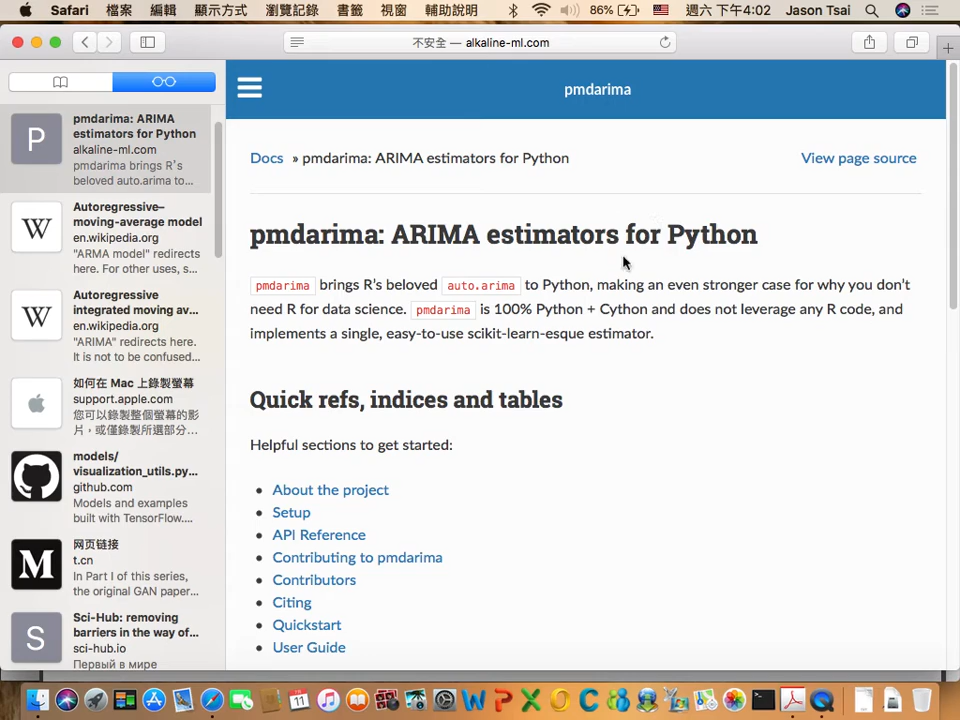 Safari 檔案 編輯 顯示方式 瀏覽記錄 書籤 視窗 輔助說明 86% 週六 下午4:02 Jason Tsai
不安全 — alkaline-ml.com
pmdarima
P
pmdarima: ARIMA
estimators for Python
alkaline-ml.com
pmdarima brings R's
beloved auto.arima to...
W
Autoregressive–
moving-average model
en.wikipedia.org
"ARMA model" redirects
here. For other uses, s...
W
Autoregressive
integrated moving av...
en.wikipedia.org
"ARIMA" redirects here.
It is not to be confused...
如何在 Mac 上錄製螢幕
support.apple.com
您可以錄製整個螢幕的影
片，或僅錄製所選部分...
models/
visualization_utils.py...
github.com
Models and examples
built with TensorFlow....
M
网页链接
t.cn
In Part I of this series,
the original GAN paper...
S
Sci-Hub: removing
barriers in the way of...
sci-hub.io
Первый в мире
Docs » pmdarima: ARIMA estimators for Python View page source
pmdarima: ARIMA estimators for Python
pmdarima brings R's beloved auto.arima to Python, making an even stronger case for why you don't
need R for data science. pmdarima is 100% Python + Cython and does not leverage any R code, and
implements a single, easy-to-use scikit-learn-esque estimator.
Quick refs, indices and tables
Helpful sections to get started:
• About the project
• Setup
• API Reference
• Contributing to pmdarima
• Contributors
• Citing
• Quickstart
• User Guide
11